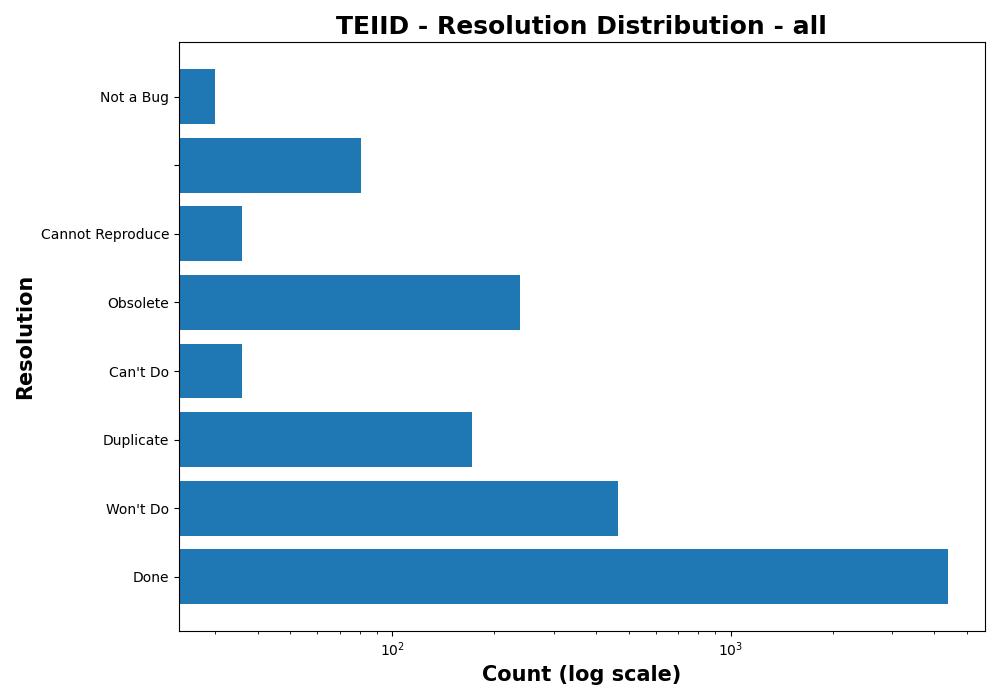 TEIID - Resolution Distribution - all
Not a Bug
Cannot Reproduce
Obsolete
Can't Do
Duplicate
Won't Do
Done
Resolution
10²
10³
Count (log scale)